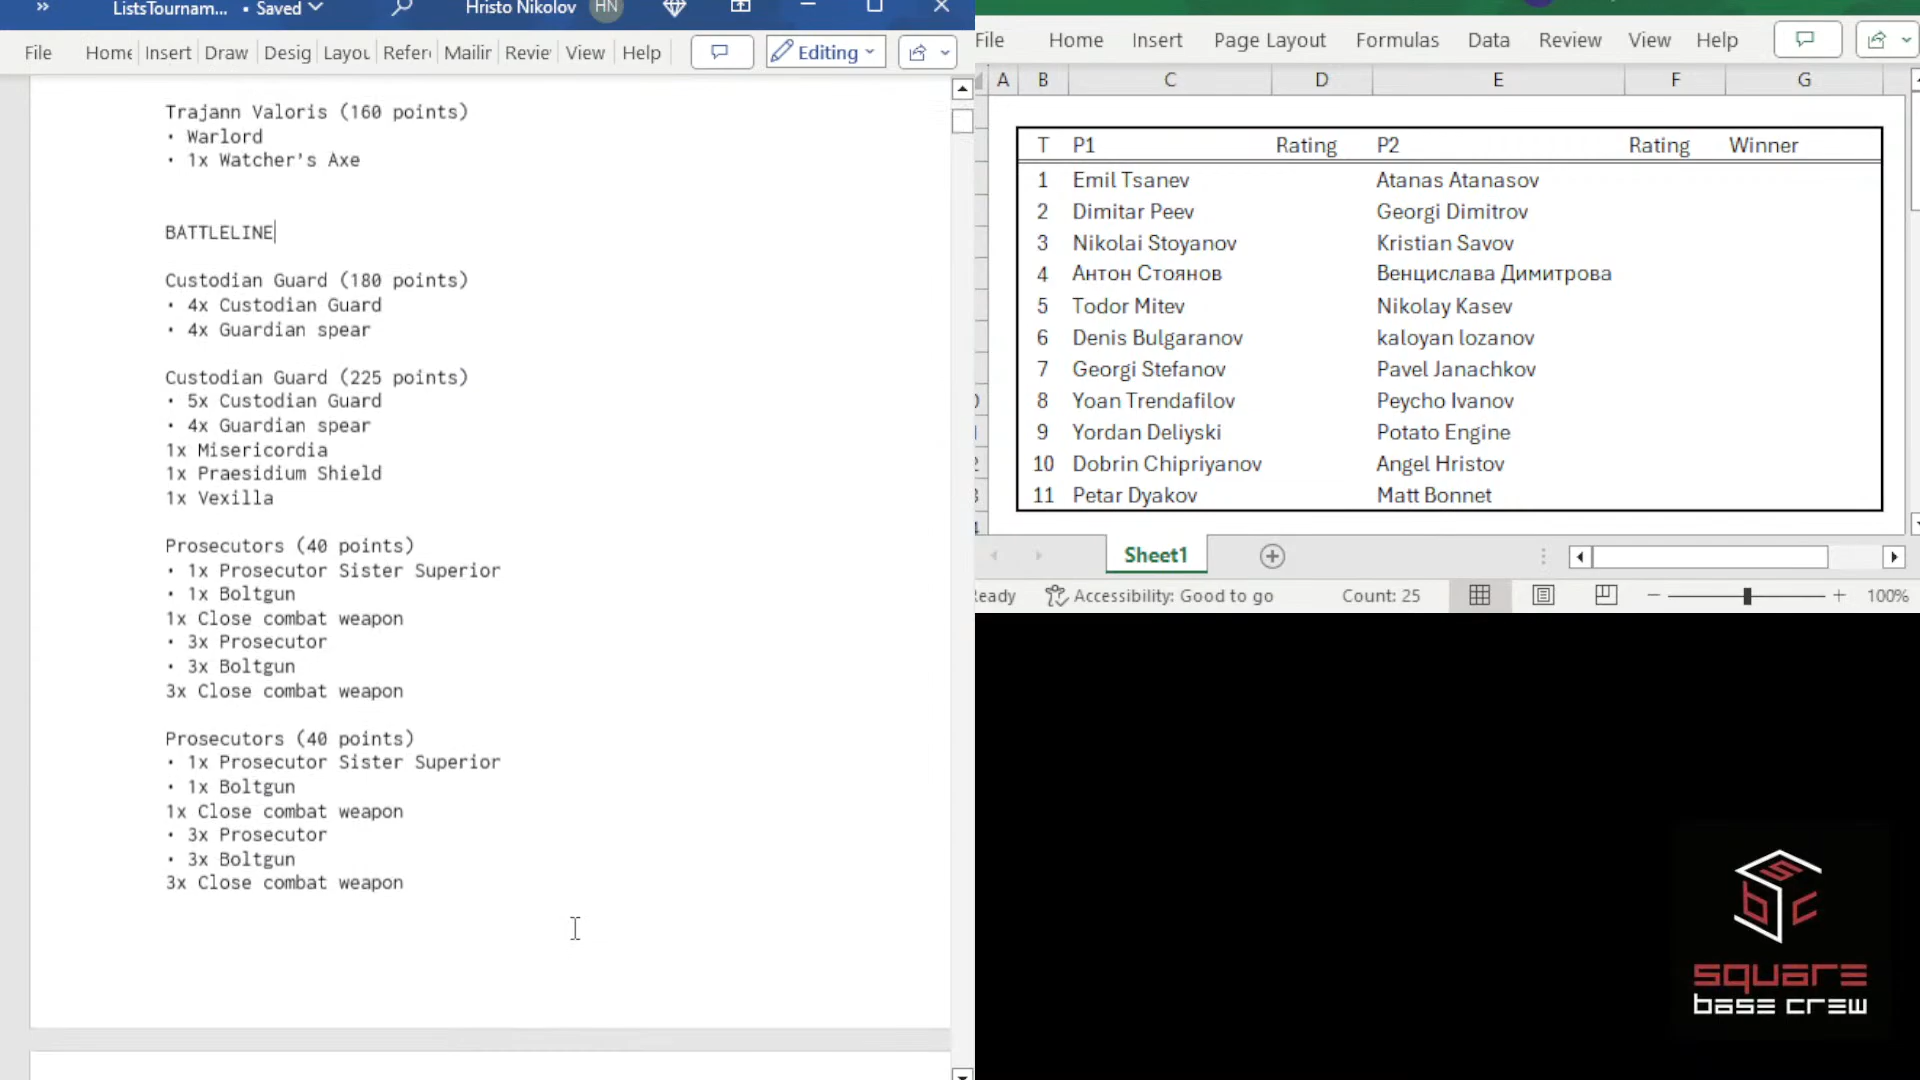 »
ListsTournam... • Saved
Hristo Nikolov HN
File Home Insert Draw Desig Layou Refer Mailin Revie View Help
Editing
Trajann Valoris (160 points)
• Warlord
• 1x Watcher's Axe
BATTLELINE
Custodian Guard (180 points)
• 4x Custodian Guard
• 4x Guardian spear
Custodian Guard (225 points)
• 5x Custodian Guard
• 4x Guardian spear
1x Misericordia
1x Praesidium Shield
1x Vexilla
Prosecutors (40 points)
• 1x Prosecutor Sister Superior
• 1x Boltgun
1x Close combat weapon
• 3x Prosecutor
• 3x Boltgun
3x Close combat weapon
Prosecutors (40 points)
• 1x Prosecutor Sister Superior
• 1x Boltgun
1x Close combat weapon
• 3x Prosecutor
• 3x Boltgun
3x Close combat weapon
File Home Insert Page Layout Formulas Data Review View Help
A B C D E F G
T P1 Rating P2 Rating Winner
1 Emil Tsanev Atanas Atanasov
2 Dimitar Peev Georgi Dimitrov
3 Nikolai Stoyanov Kristian Savov
4 Антон Стоянов Венцислава Димитрова
5 Todor Mitev Nikolay Kasev
6 Denis Bulgaranov kaloyan lozanov
7 Georgi Stefanov Pavel Janachkov
8 Yoan Trendafilov Peycho Ivanov
9 Yordan Deliyski Potato Engine
10 Dobrin Chipriyanov Angel Hristov
11 Petar Dyakov Matt Bonnet
Sheet1
eady Accessibility: Good to go Count: 25 100%
sbc
square
base crew